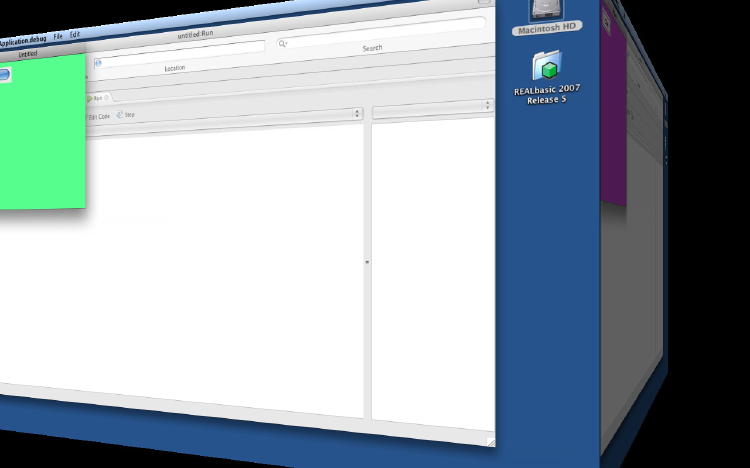 Application.debug File Edit
Untitled
untitled:Run
Location
Search
Run
Edit Code Step
Macintosh HD
REALbasic 2007
Release 5